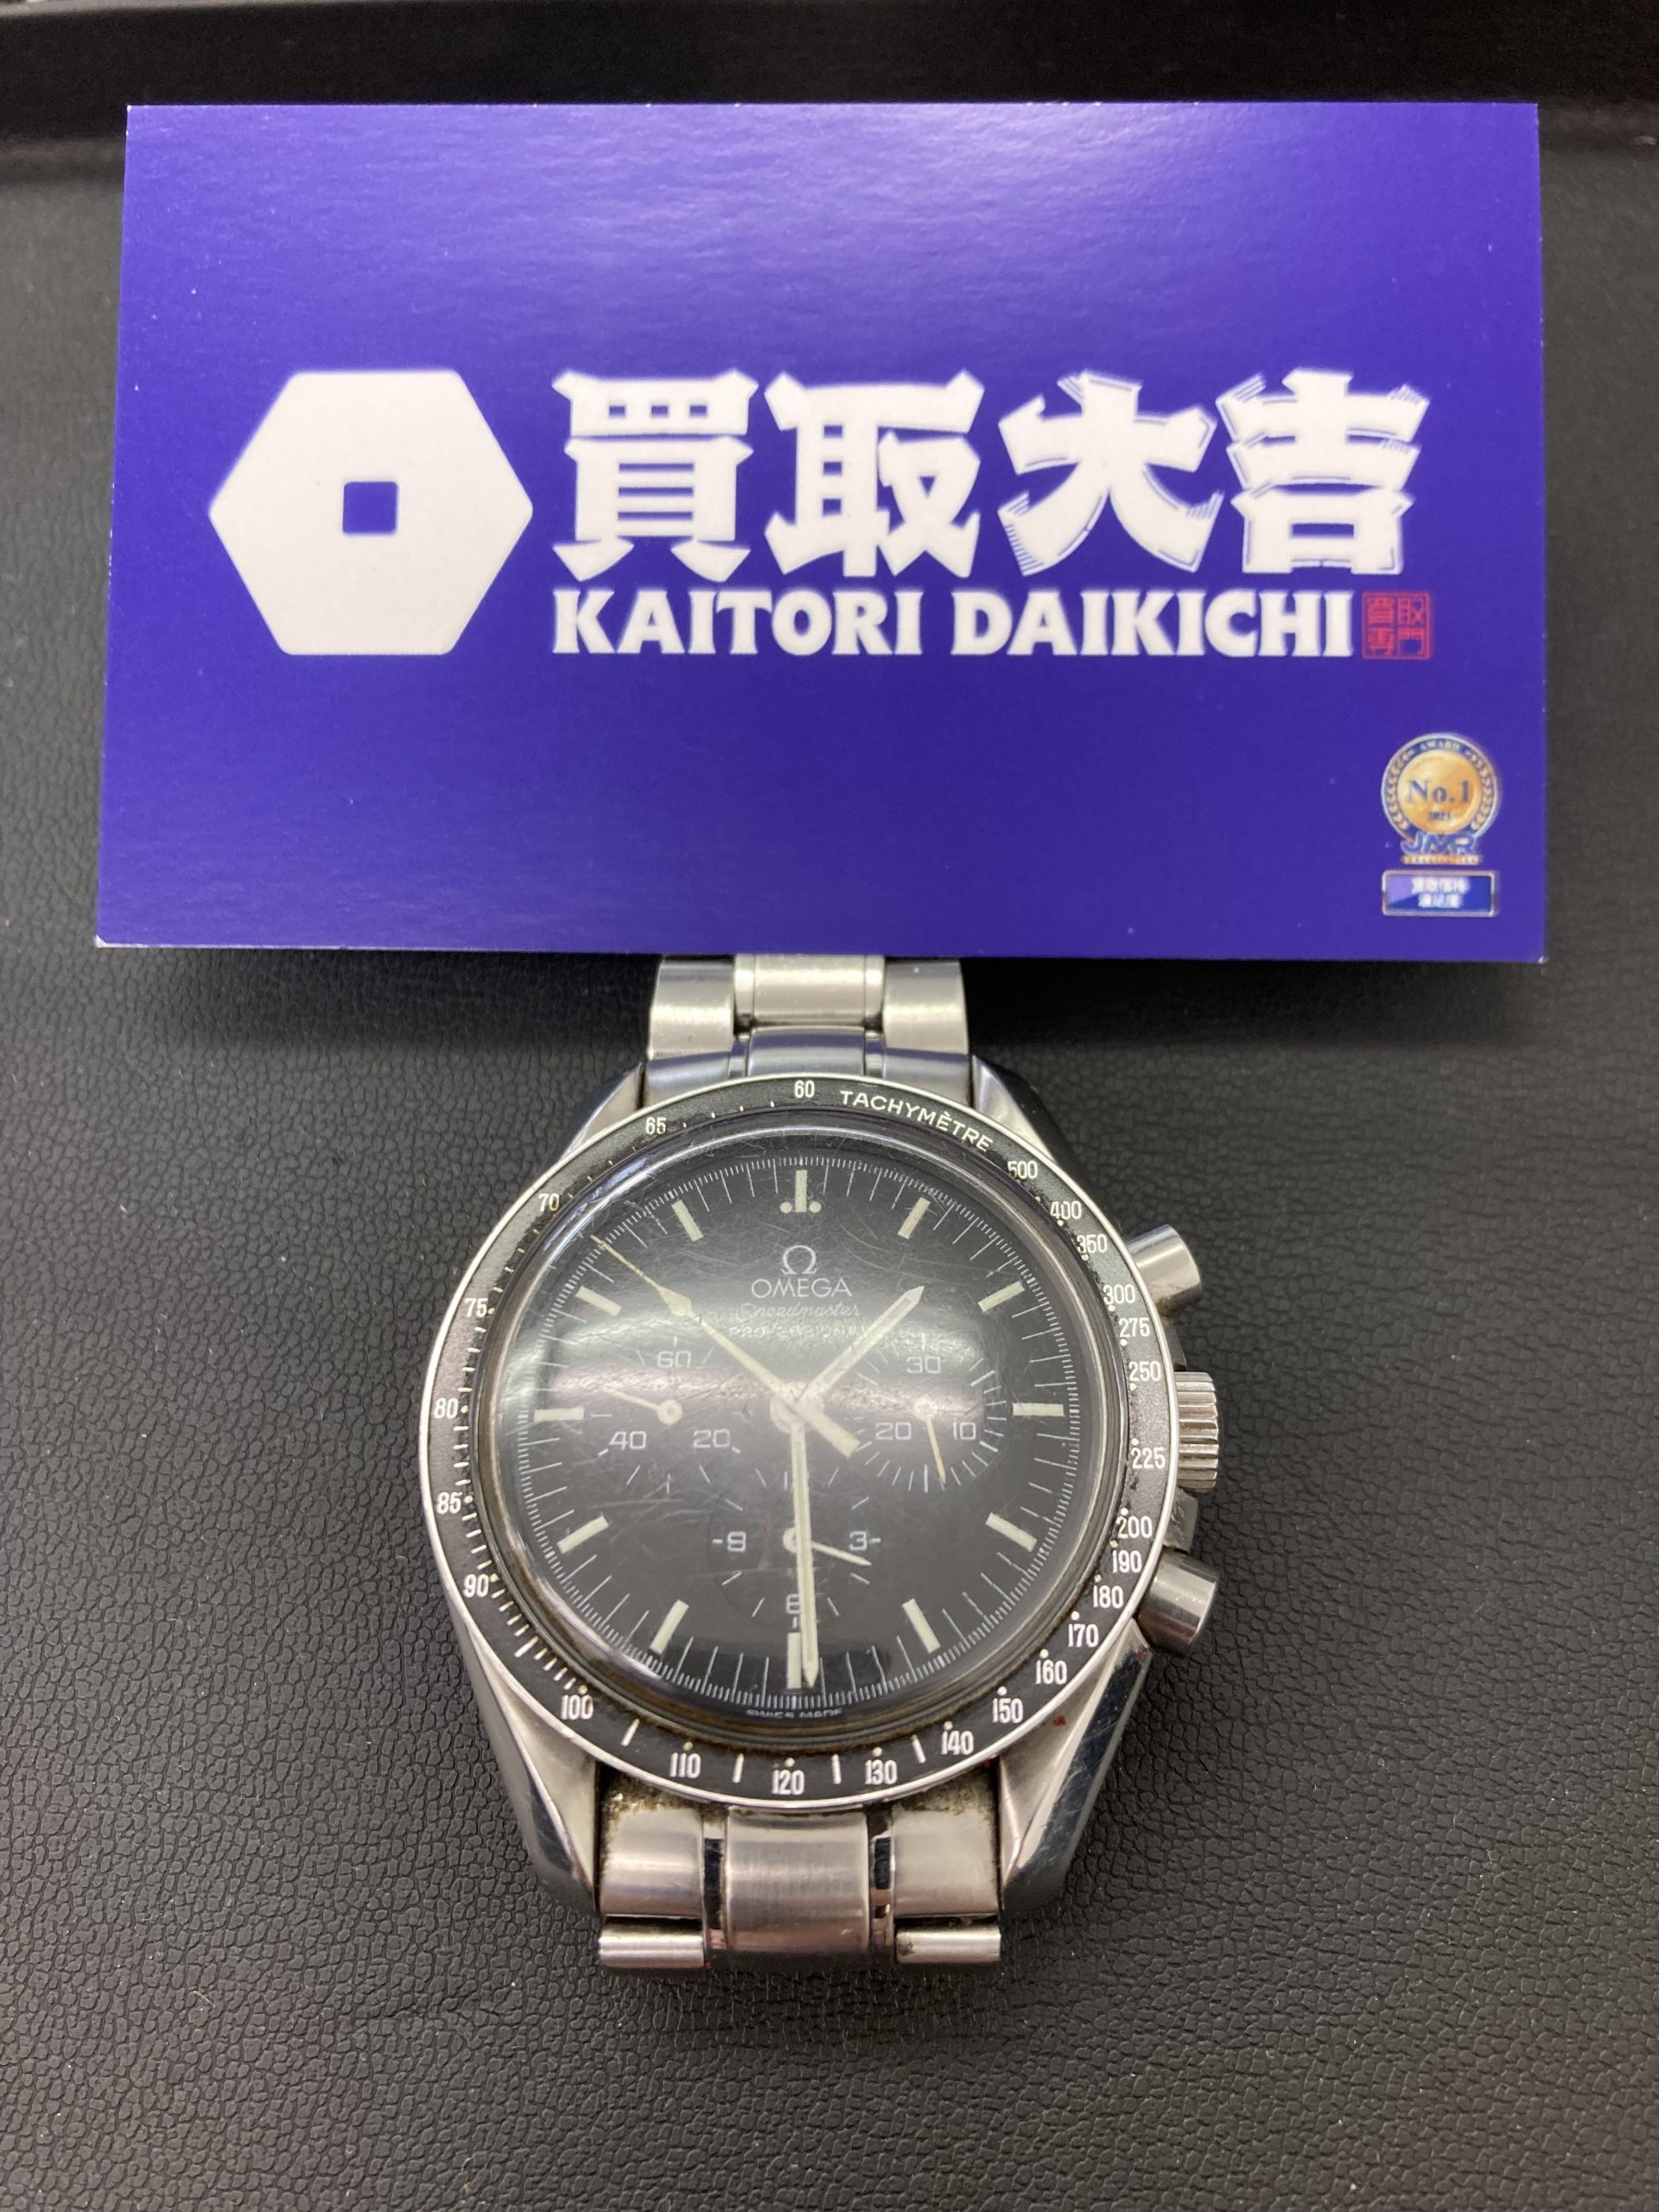 買取大吉
KAITORI DAIKICHI
買取
専門
AWARD
No.1
JMR
60 TACHYMÈTRE
500
400
350
300
275
250
225
200
190
180
170
160
150
140
130
120
110
100
90
85
80
75
70
65
Ω
OMEGA
Speedmaster
PROFESSIONAL
60
30
40 20
20 10
9 3
6
SWISS MADE